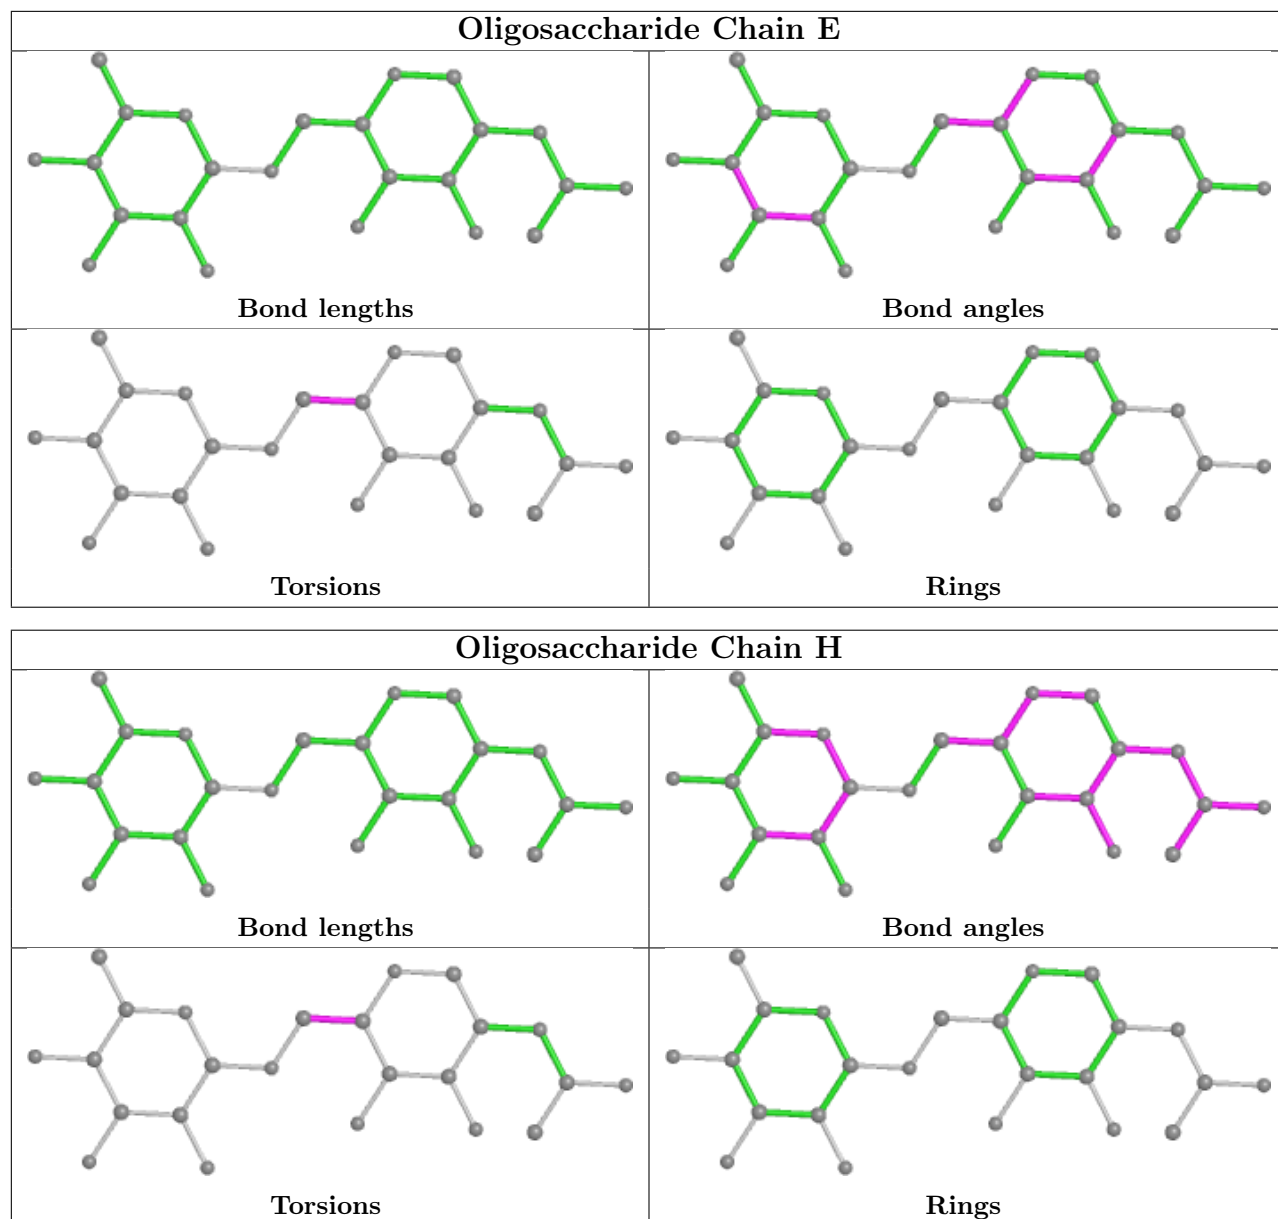 Oligosaccharide Chain E
Bond lengths
Bond angles
Torsions
Rings
Oligosaccharide Chain H
Bond lengths
Bond angles
Torsions
Rings